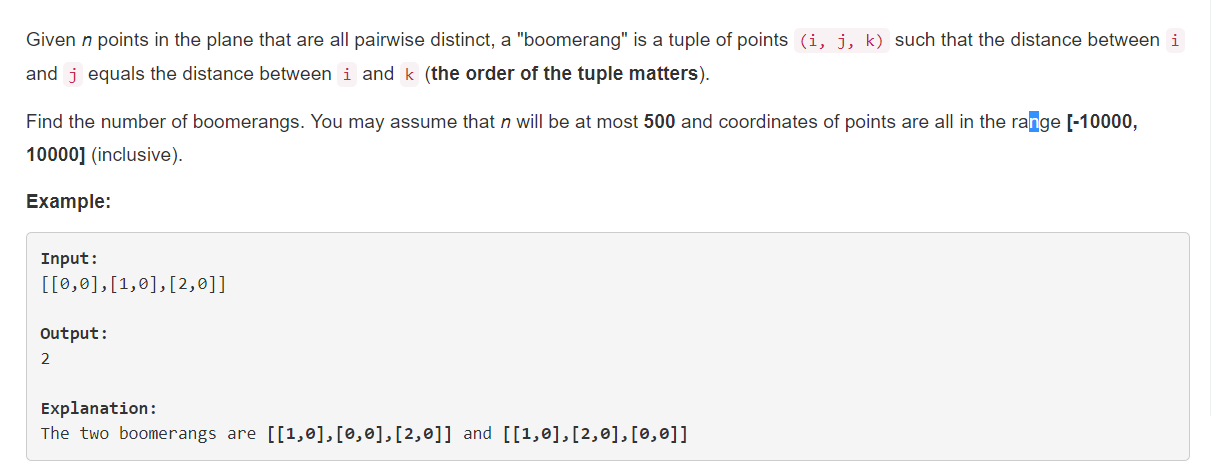 Given n points in the plane that are all pairwise distinct, a "boomerang" is a tuple of points (i, j, k) such that the distance between i
and j equals the distance between i and k (the order of the tuple matters).
Find the number of boomerangs. You may assume that n will be at most 500 and coordinates of points are all in the range [-10000,
10000] (inclusive).
Example:
Input:
[[0,0],[1,0],[2,0]]
Output:
2
Explanation:
The two boomerangs are [[1,0],[0,0],[2,0]] and [[1,0],[2,0],[0,0]]